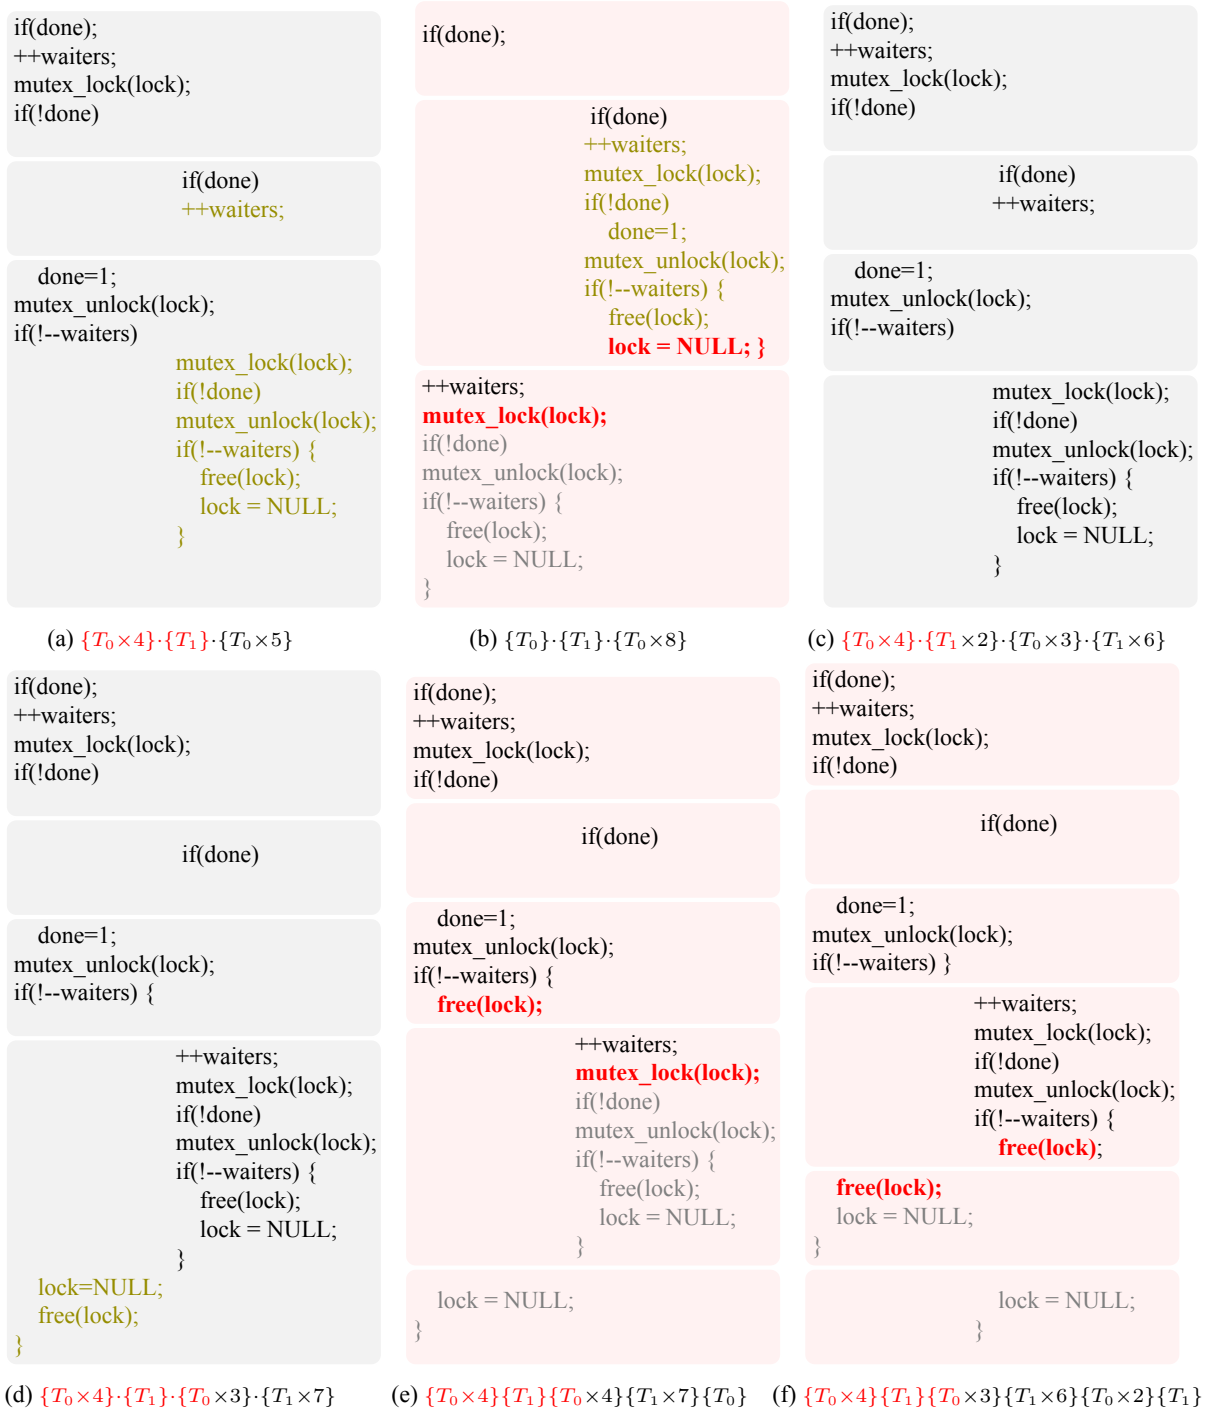 if(done);
++waiters;
mutex_lock(lock);
if(!done)
if(done)
++waiters;
done=1;
mutex_unlock(lock);
if(!--waiters)
mutex_lock(lock);
if(!done)
mutex_unlock(lock);
if(!--waiters) {
free(lock);
lock = NULL;
}
(a) {T₀×4}·{T₁}·{T₀×5}
if(done);
if(done)
++waiters;
mutex_lock(lock);
if(!done)
done=1;
mutex_unlock(lock);
if(!--waiters) {
free(lock);
lock = NULL; }
++waiters;
mutex_lock(lock);
if(!done)
mutex_unlock(lock);
if(!--waiters) {
free(lock);
lock = NULL;
}
(b) {T₀}·{T₁}·{T₀×8}
if(done);
++waiters;
mutex_lock(lock);
if(!done)
if(done)
++waiters;
done=1;
mutex_unlock(lock);
if(!--waiters)
mutex_lock(lock);
if(!done)
mutex_unlock(lock);
if(!--waiters) {
free(lock);
lock = NULL;
}
(c) {T₀×4}·{T₁×2}·{T₀×3}·{T₁×6}
if(done);
++waiters;
mutex_lock(lock);
if(!done)
if(done)
done=1;
mutex_unlock(lock);
if(!--waiters) {
++waiters;
mutex_lock(lock);
if(!done)
mutex_unlock(lock);
if(!--waiters) {
free(lock);
lock = NULL;
}
lock=NULL;
free(lock);
}
(d) {T₀×4}·{T₁}·{T₀×3}·{T₁×7}
if(done);
++waiters;
mutex_lock(lock);
if(!done)
if(done)
done=1;
mutex_unlock(lock);
if(!--waiters) {
free(lock);
++waiters;
mutex_lock(lock);
if(!done)
mutex_unlock(lock);
if(!--waiters) {
free(lock);
lock = NULL;
}
lock = NULL;
}
(e) {T₀×4}{T₁}{T₀×4}{T₁×7}{T₀}
if(done);
++waiters;
mutex_lock(lock);
if(!done)
if(done)
done=1;
mutex_unlock(lock);
if(!--waiters) }
++waiters;
mutex_lock(lock);
if(!done)
mutex_unlock(lock);
if(!--waiters) {
free(lock);
free(lock);
lock = NULL;
}
lock = NULL;
}
(f) {T₀×4}{T₁}{T₀×3}{T₁×6}{T₀×2}{T₁}